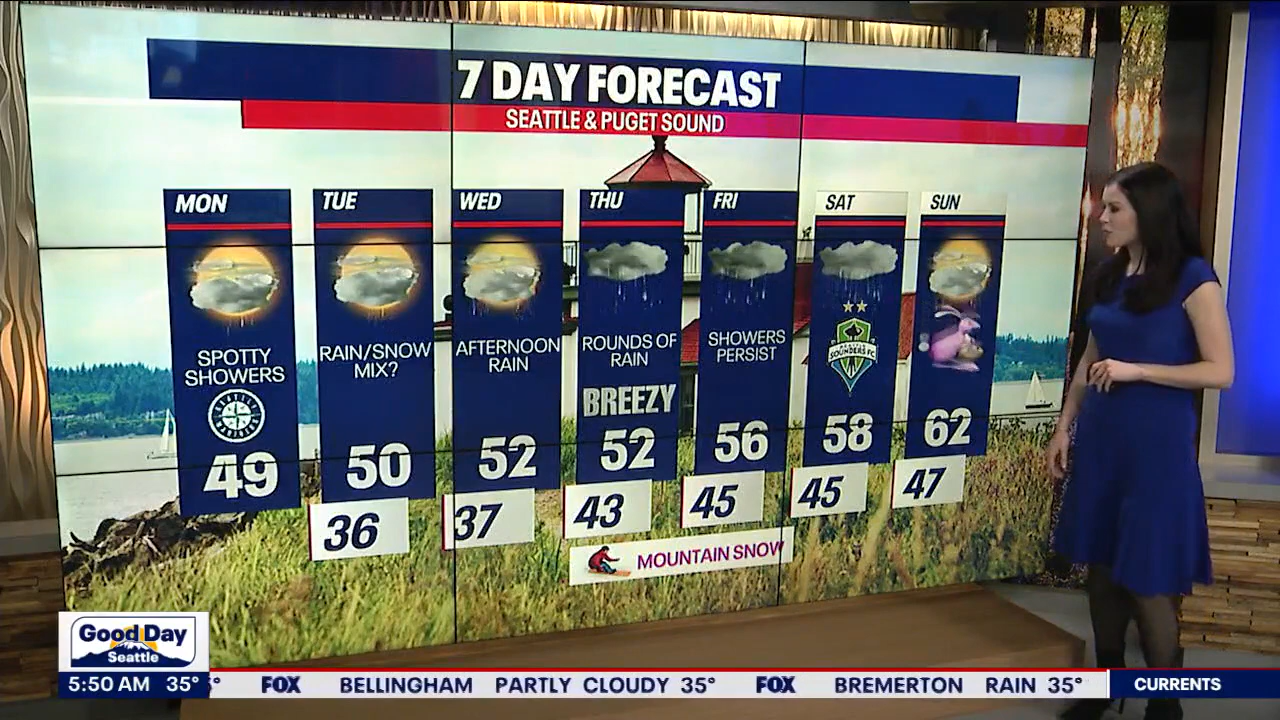 7 DAY FORECAST
SEATTLE & PUGET SOUND
MON
SPOTTY
SHOWERS
49
TUE
RAIN/SNOW
MIX?
50
36
WED
AFTERNOON
RAIN
52
37
THU
ROUNDS OF
RAIN
BREEZY
52
43
FRI
SHOWERS
PERSIST
56
45
SAT
SOUNDERS FC
58
45
SUN
62
47
MOUNTAIN SNOW
Good Day
Seattle
5:50 AM 35°
FOX BELLINGHAM PARTLY CLOUDY 35° FOX BREMERTON RAIN 35°
CURRENTS